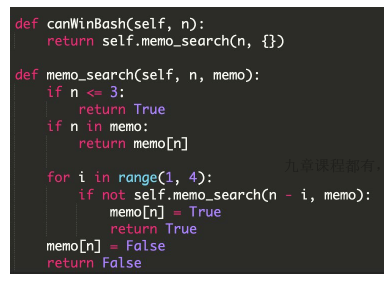 def canWinBash(self, n):
    return self.memo_search(n, {})

def memo_search(self, n, memo):
    if n <= 3:
        return True
    if n in memo:
        return memo[n]
九章课程都有,
    for i in range(1, 4):
        if not self.memo_search(n - i, memo):
            memo[n] = True
            return True
    memo[n] = False
    return False